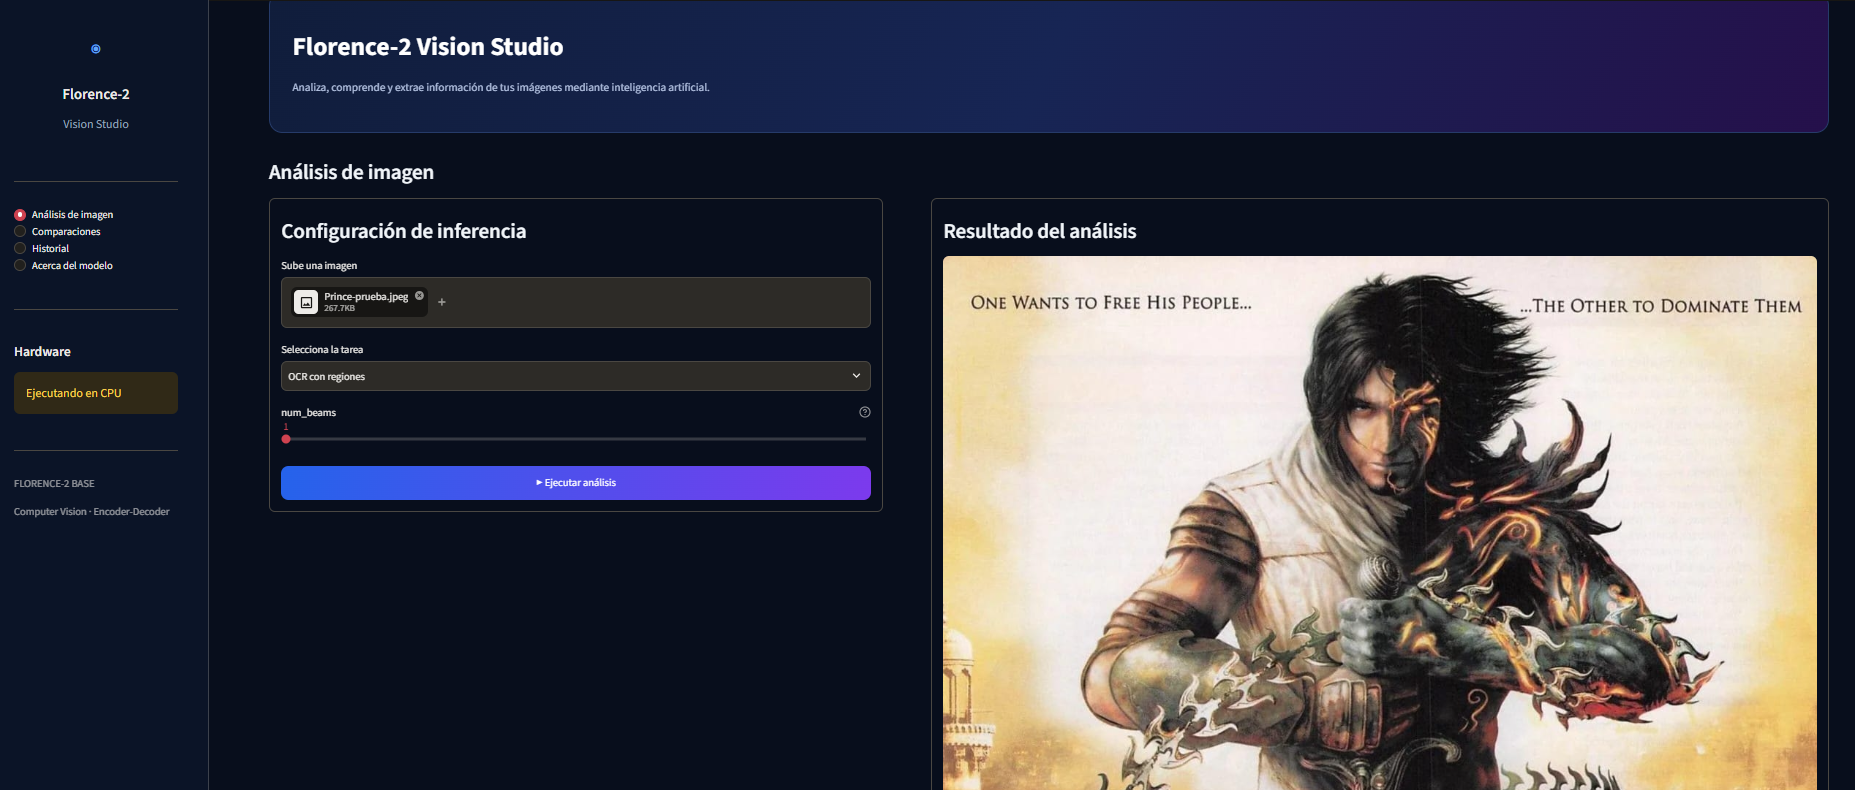 Florence-2
Vision Studio
Análisis de imagen
Comparaciones
Historial
Acerca del modelo
Hardware
Ejecutando en CPU
FLORENCE-2 BASE
Computer Vision · Encoder-Decoder
Florence-2 Vision Studio
Analiza, comprende y extrae información de tus imágenes mediante inteligencia artificial.
Análisis de imagen
Configuración de inferencia
Sube una imagen
Prince-prueba.jpeg
267.7KB
Selecciona la tarea
OCR con regiones
num_beams
1
Ejecutar análisis
Resultado del análisis
ONE WANTS TO FREE HIS PEOPLE...
...THE OTHER TO DOMINATE THEM